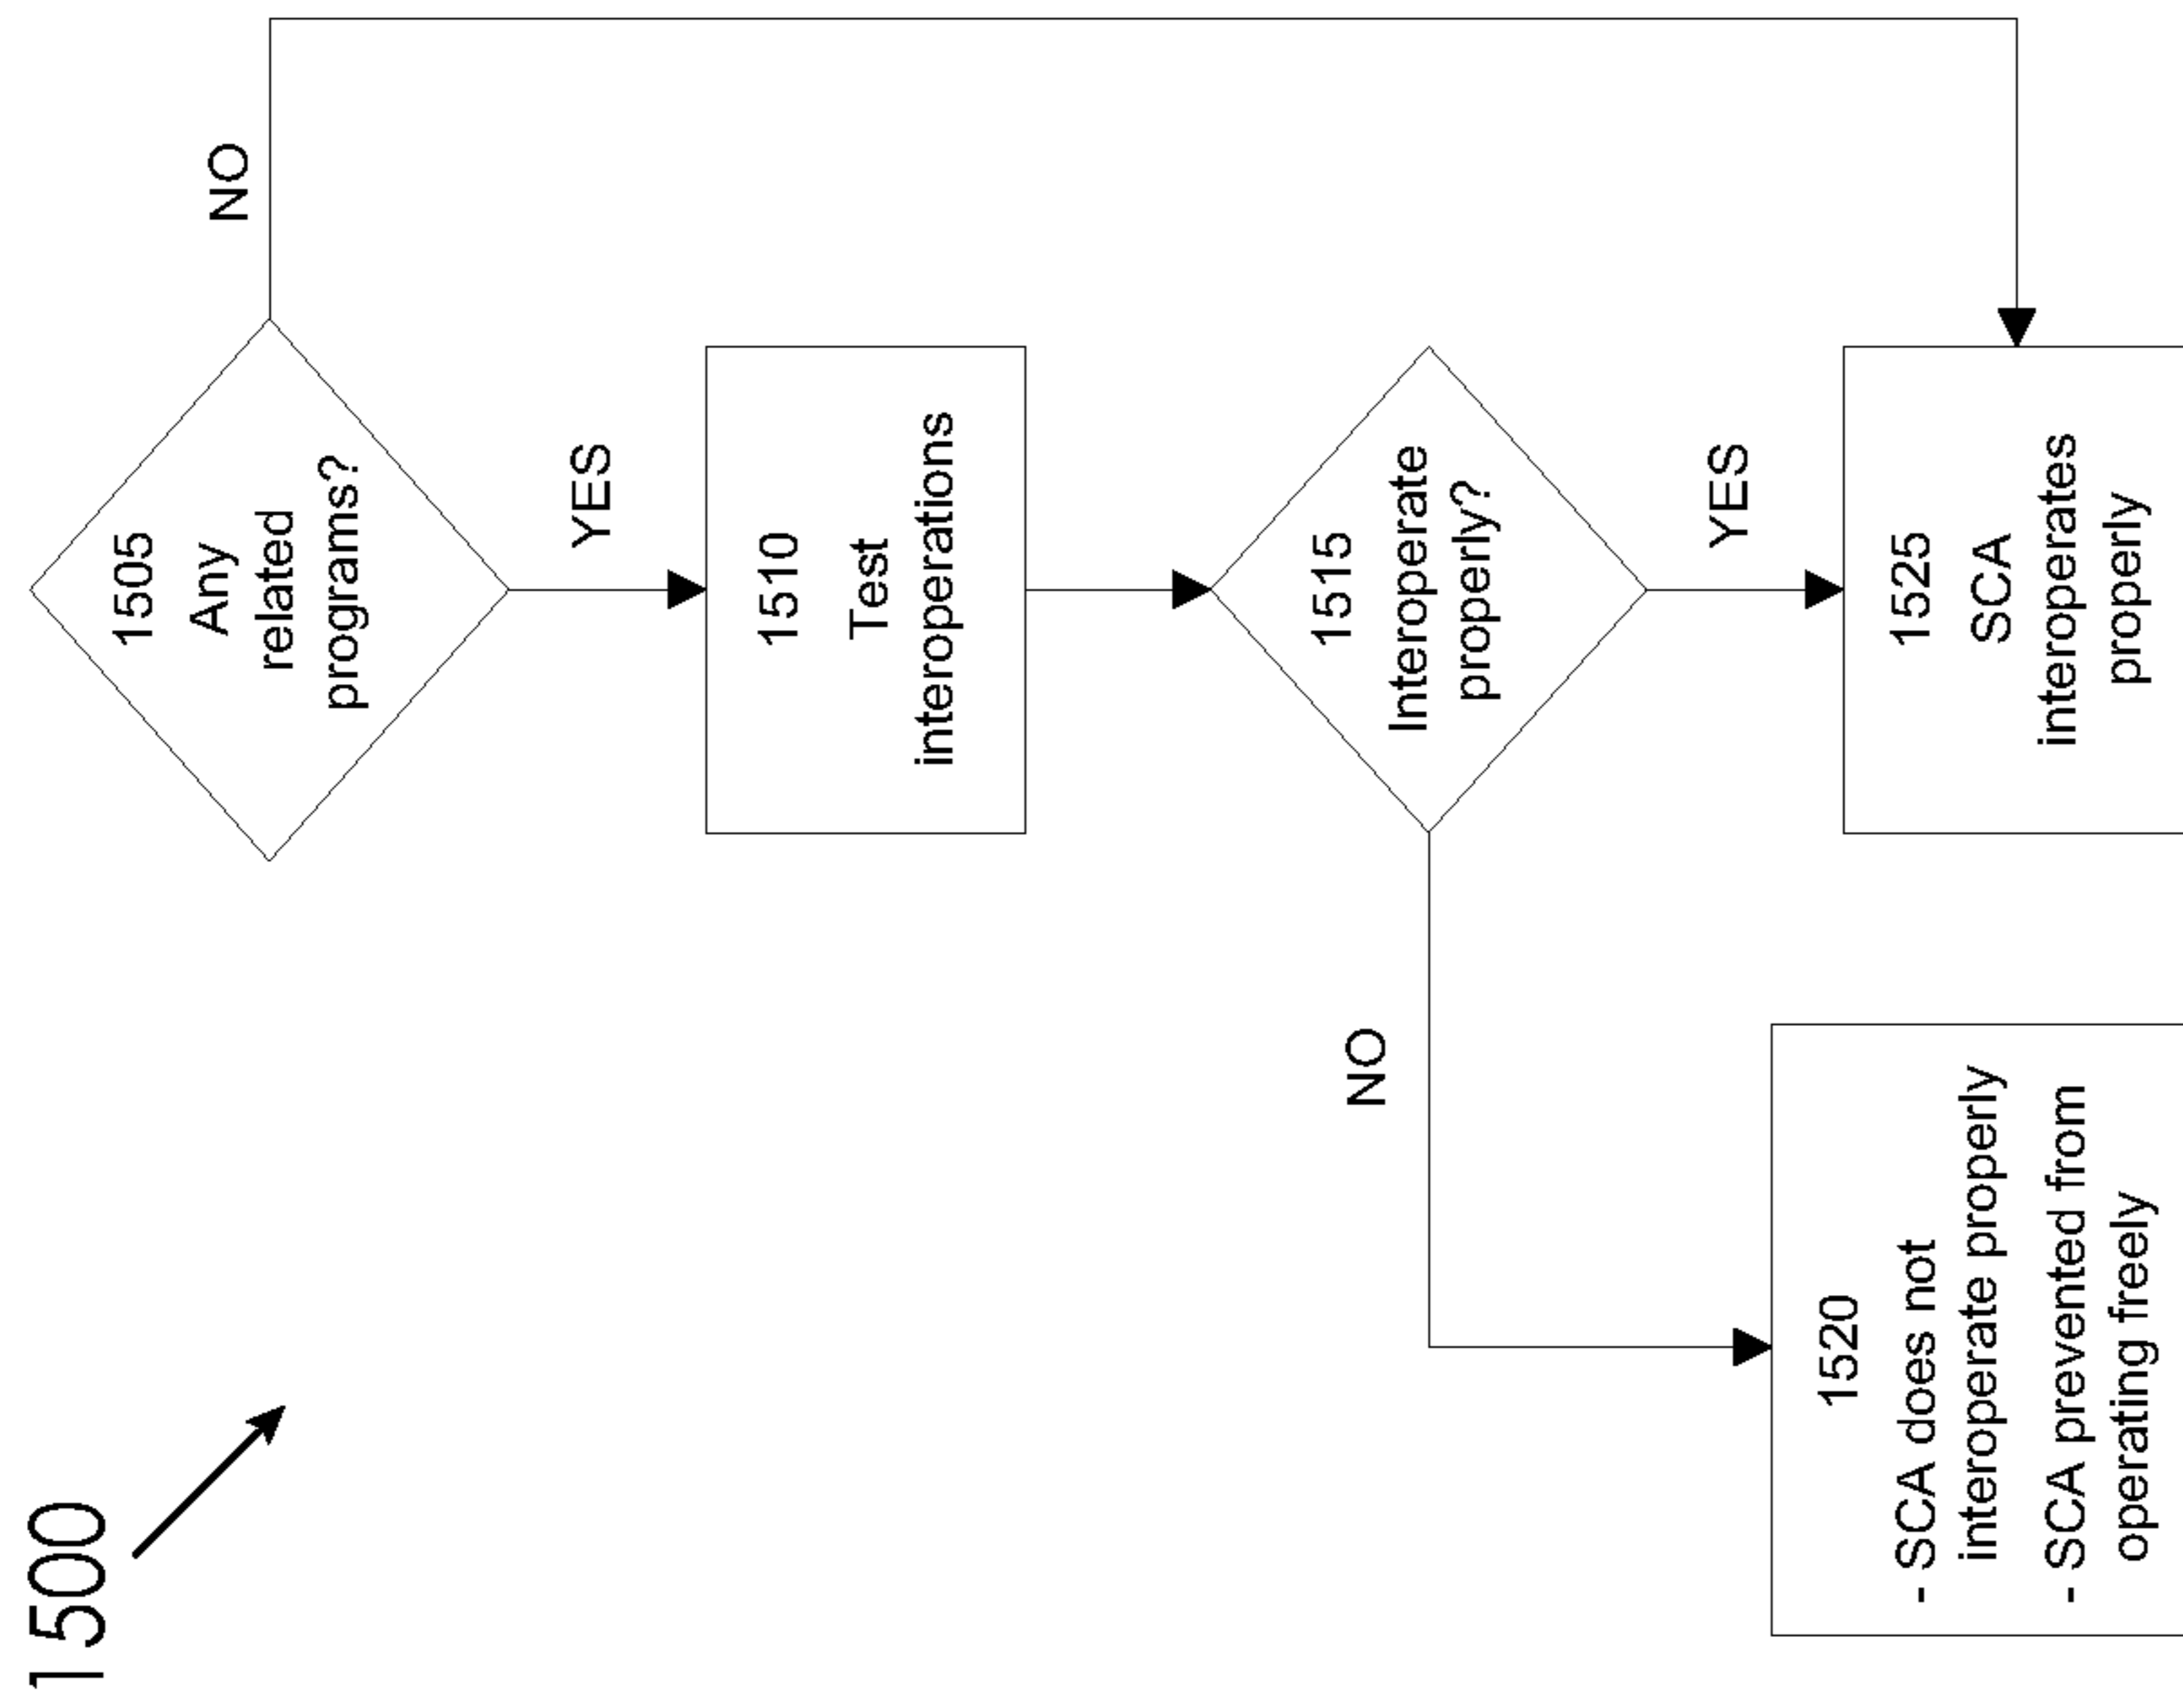 1500
1505
Any
related
programs?
NO
YES
1510
Test
interoperations
1515
Interoperate
properly?
NO
YES
1520
- SCA does not
interoperate properly
- SCA prevented from
operating freely
1525
SCA
interoperates
properly